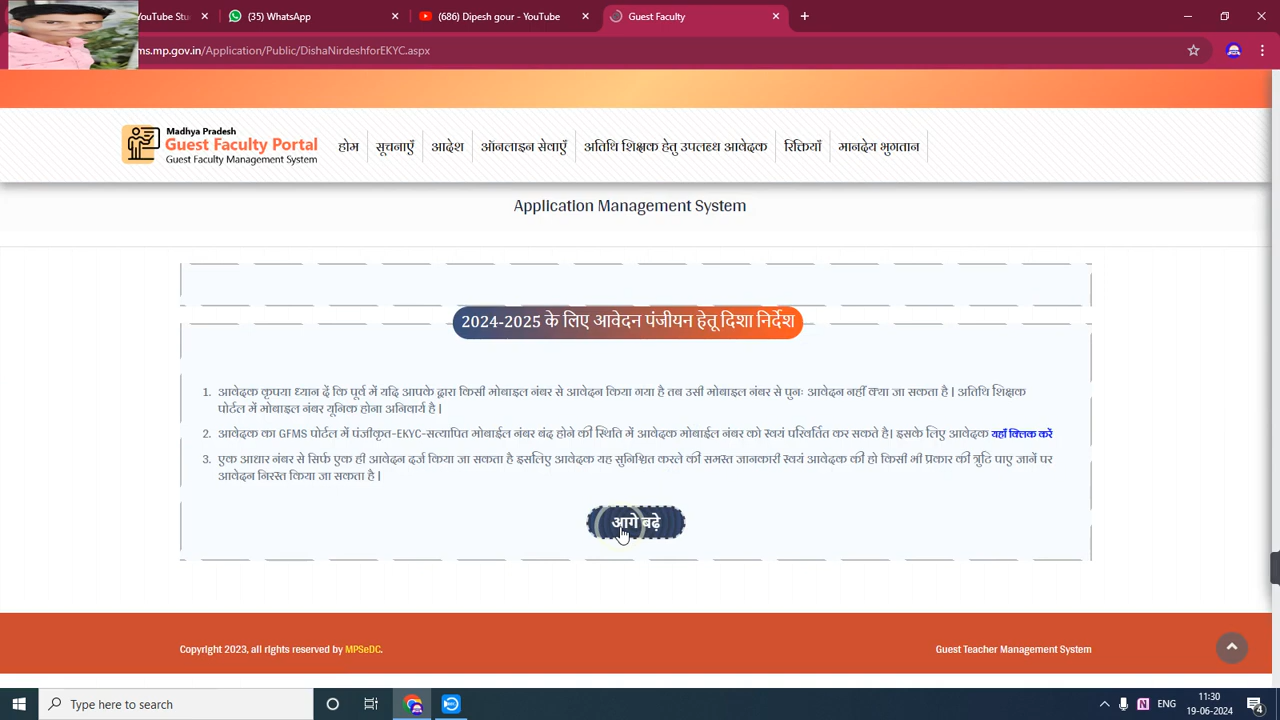 YouTube Su
(35) WhatsApp
(686) Dipesh gour - YouTube
Guest Faculty
ms.mp.gov.in/Application/Public/DishaNirdeshforEKYC.aspx
Madhya Pradesh
Guest Faculty Portal
Guest Faculty Management System
होम
सूचनाएँ
आदेश
ऑनलाइन सेवाएँ
अतिथि शिक्षक हेतु उपलब्ध आवेदक
रिक्तियाँ
मानदेय भुगतान
Application Management System
2024-2025 के लिए आवेदन पंजीयन हेतू दिशा निर्देश
1. आवेदक कृपया ध्यान दें कि पूर्व में यदि आपके द्वारा किसी मोबाइल नंबर से आवेदन किया गया है तब उसी मोबाइल नंबर से पुनः आवेदन नहीं क्या जा सकता है | अतिथि शिक्षक
पोर्टल में मोबाइल नंबर यूनिक होना अनिवार्य है |
2. आवेदक का GFMS पोर्टल में पंजीकृत-EKYC-सत्यापित मोबाईल नंबर बंद होने की स्थिति में आवेदक मोबाईल नंबर को स्वयं परिवर्तित कर सकते है। इसके लिए आवेदक यहाँ क्लिक करें
3. एक आधार नंबर से सिर्फ एक ही आवेदन दर्ज किया जा सकता है इसलिए आवेदक यह सुनिश्चित करले की समस्त जानकारी स्वयं आवेदक की हो किसी भी प्रकार की त्रुटि पाए जानें पर
आवेदन निरस्त किया जा सकता है |
आगे बढ़े
Copyright 2023, all rights reserved by MPSeDC.
Guest Teacher Management System
Type here to search
ENG
11:30
19-06-2024
4